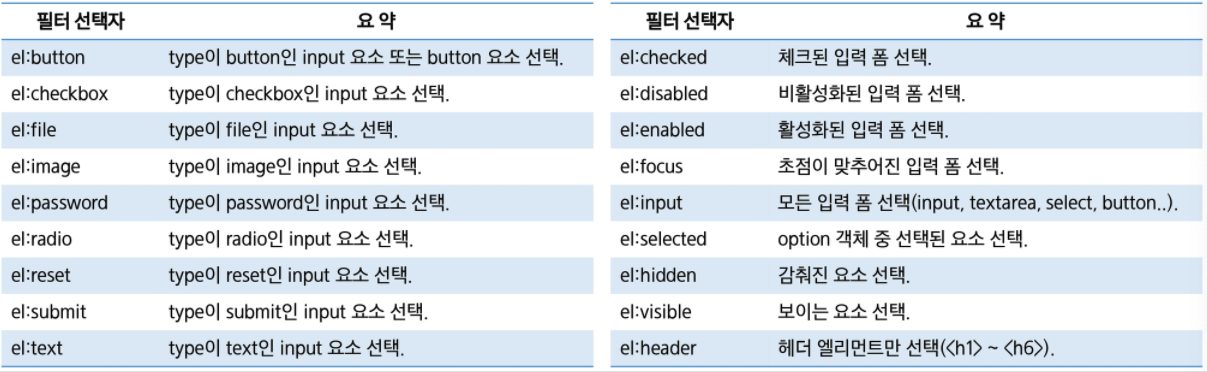 필터 선택자 요 약
el:button type이 button인 input 요소 또는 button 요소 선택.
el:checkbox type이 checkbox인 input 요소 선택.
el:file type이 file인 input 요소 선택.
el:image type이 image인 input 요소 선택.
el:password type이 password인 input 요소 선택.
el:radio type이 radio인 input 요소 선택.
el:reset type이 reset인 input 요소 선택.
el:submit type이 submit인 input 요소 선택.
el:text type이 text인 input 요소 선택.
필터 선택자 요 약
el:checked 체크된 입력 폼 선택.
el:disabled 비활성화된 입력 폼 선택.
el:enabled 활성화된 입력 폼 선택.
el:focus 초점이 맞추어진 입력 폼 선택.
el:input 모든 입력 폼 선택(input, textarea, select, button..).
el:selected option 객체 중 선택된 요소 선택.
el:hidden 감춰진 요소 선택.
el:visible 보이는 요소 선택.
el:header 헤더 엘리먼트만 선택(<h1> ~ <h6>).